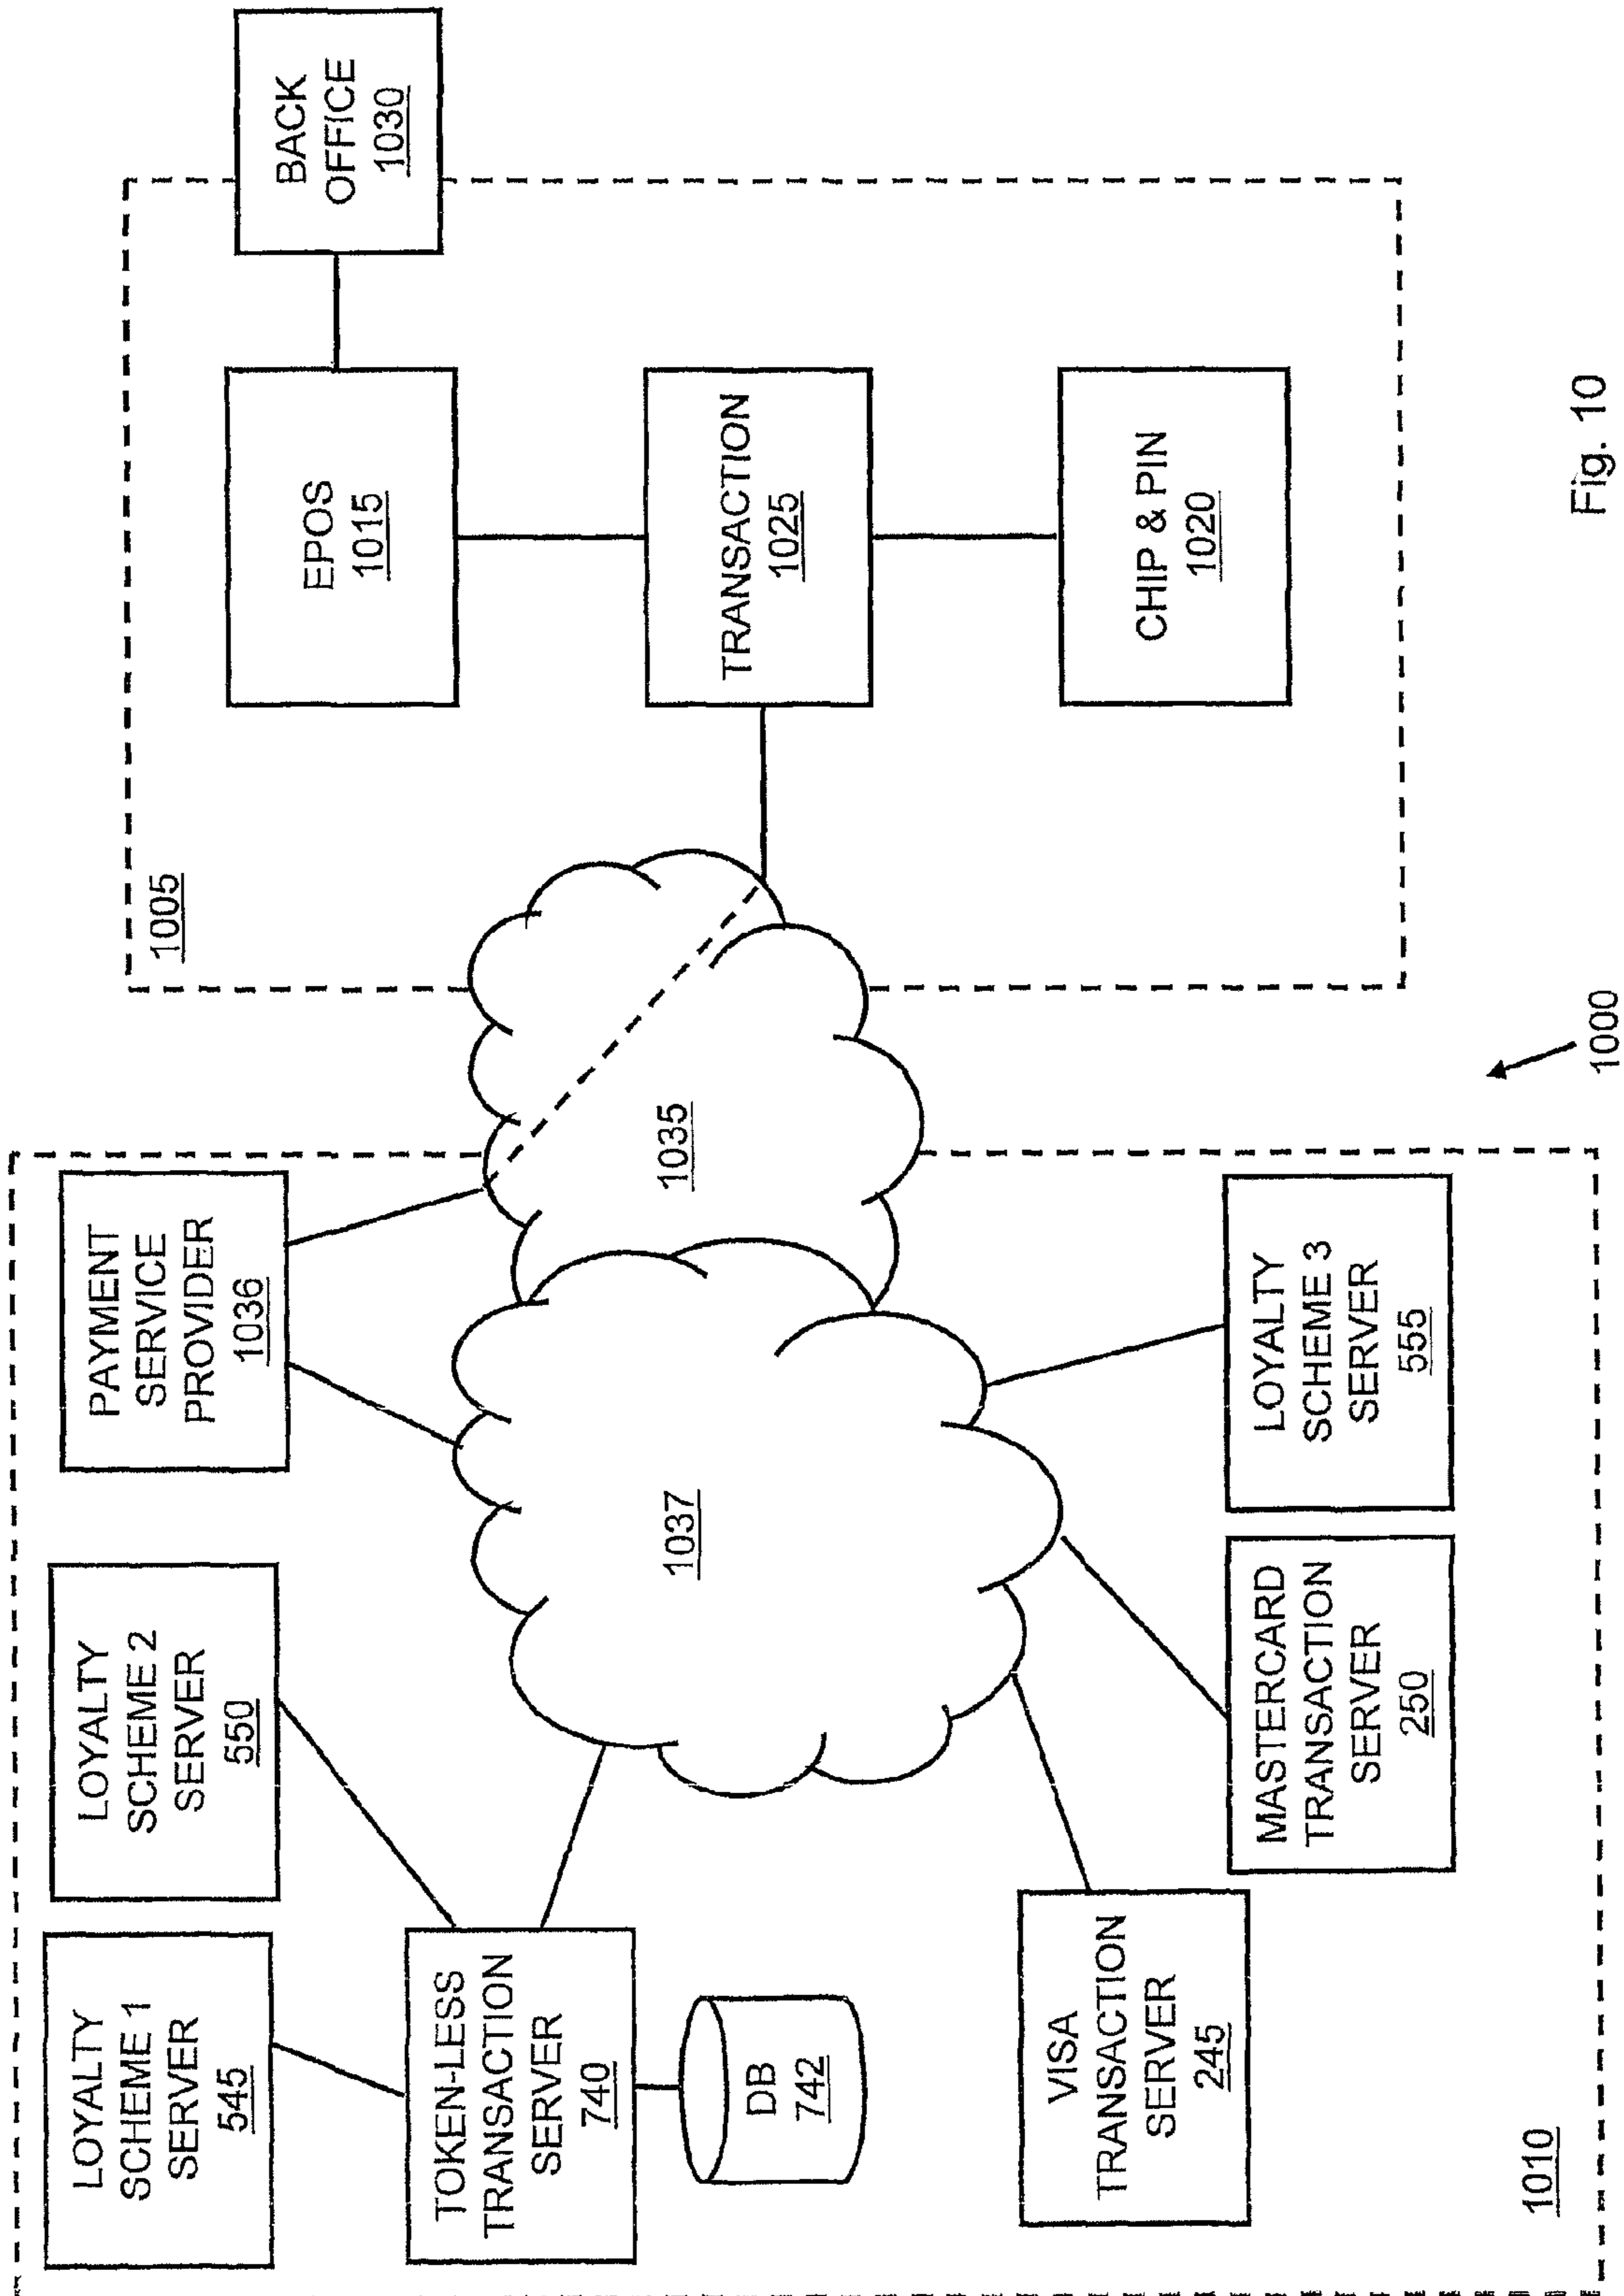 BACK
OFFICE
1030
EPOS
1015
TRANSACTION
1025
CHIP & PIN
1020
1005
1035
1037
PAYMENT
SERVICE
PROVIDER
1036
LOYALTY
SCHEME 2
SERVER
550
LOYALTY
SCHEME 1
SERVER
545
TOKEN-LESS
TRANSACTION
SERVER
740
DB
742
VISA
TRANSACTION
SERVER
245
MASTERCARD
TRANSACTION
SERVER
250
LOYALTY
SCHEME 3
SERVER
555
1010
1000
Fig. 10